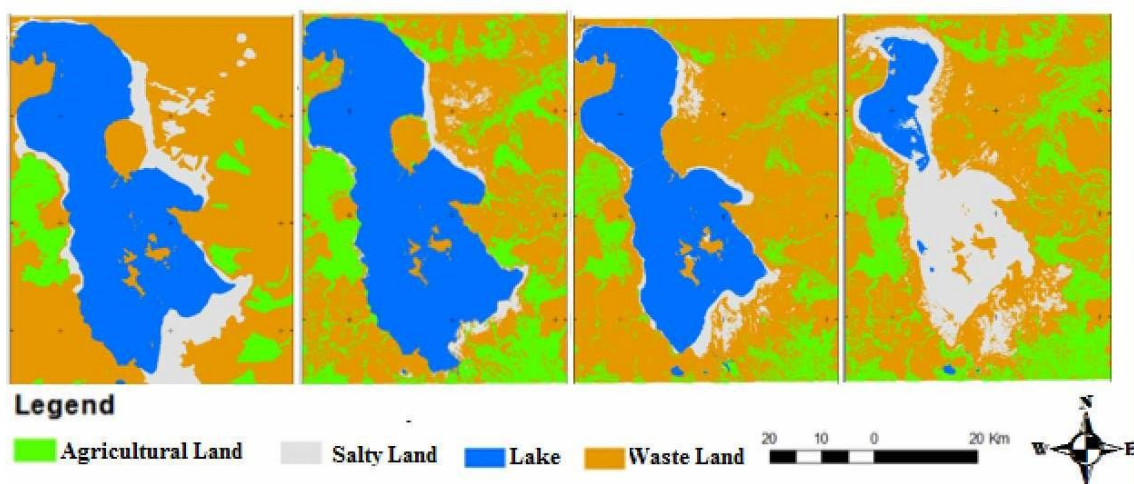 Legend
Agricultural Land
Salty Land
Lake
Waste Land
20 10 0 20 Km
N
W E
S